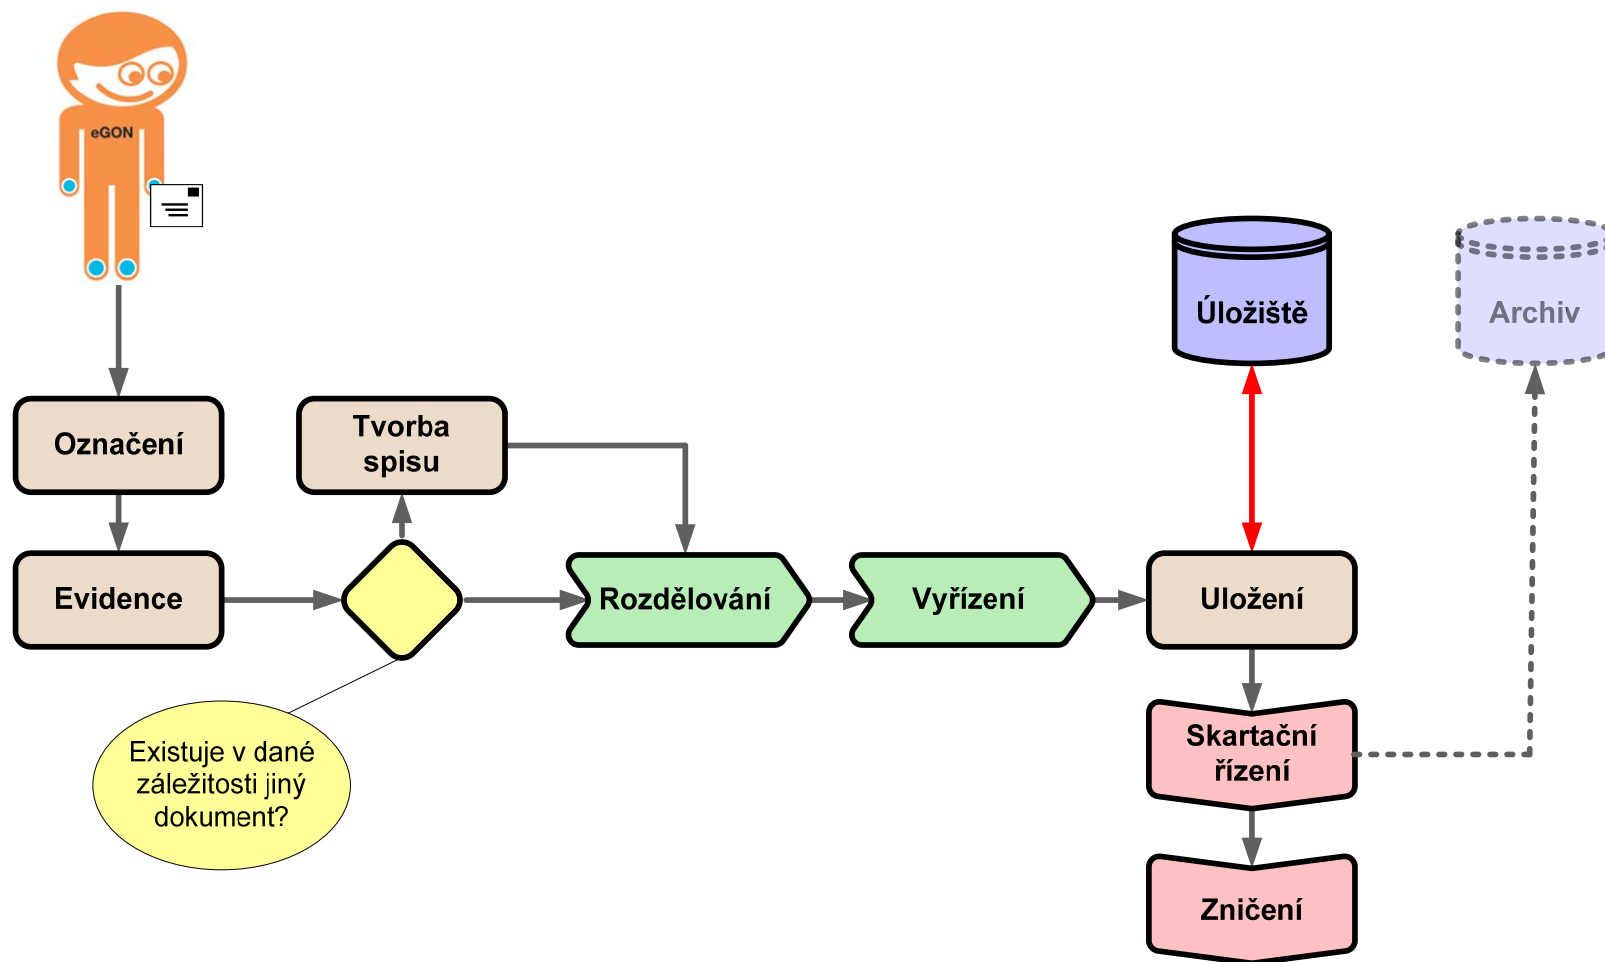 eGON
Označení
Evidence
Tvorba
spisu
Existuje v dané
záležitosti jiný
dokument?
Rozdělování
Vyřízení
Úložiště
Archiv
Uložení
Skartační
řízení
Zničení